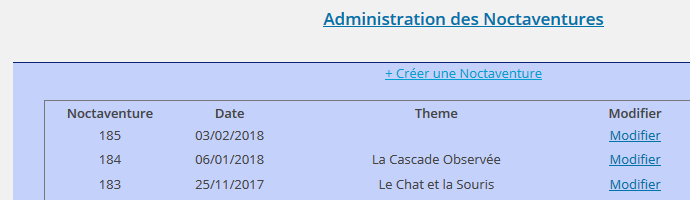 Administration des Noctaventures
+ Créer une Noctaventure
Noctaventure Date Theme Modifier
185 03/02/2018 Modifier
184 06/01/2018 La Cascade Observée Modifier
183 25/11/2017 Le Chat et la Souris Modifier